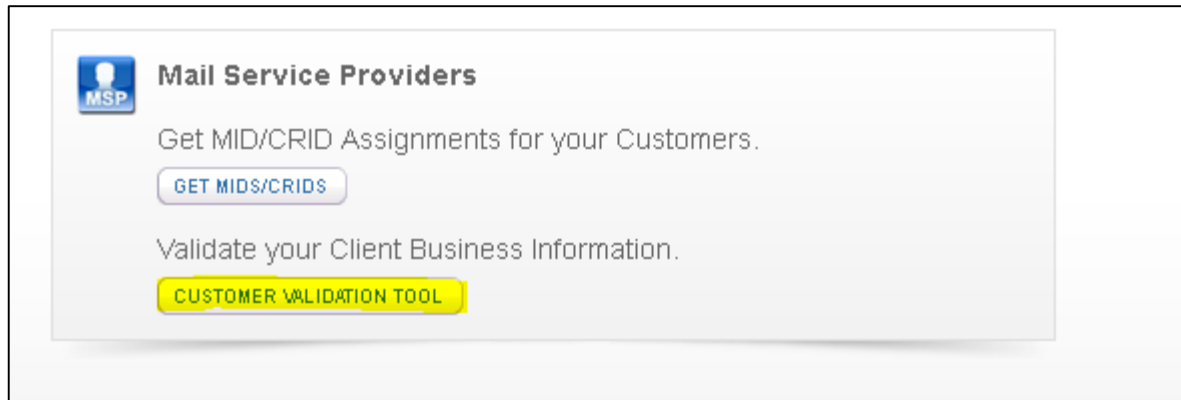 MSP
Mail Service Providers
Get MID/CRID Assignments for your Customers.
GET MIDS/CRIDS
Validate your Client Business Information.
CUSTOMER VALIDATION TOOL